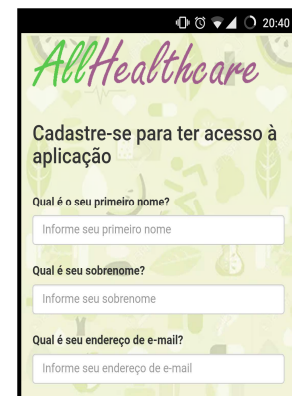 20:40
AllHealthcare
Cadastre-se para ter acesso à
aplicação
Qual é o seu primeiro nome?
Informe seu primeiro nome
Qual é seu sobrenome?
Informe seu sobrenome
Qual é seu endereço de e-mail?
Informe seu endereço de e-mail